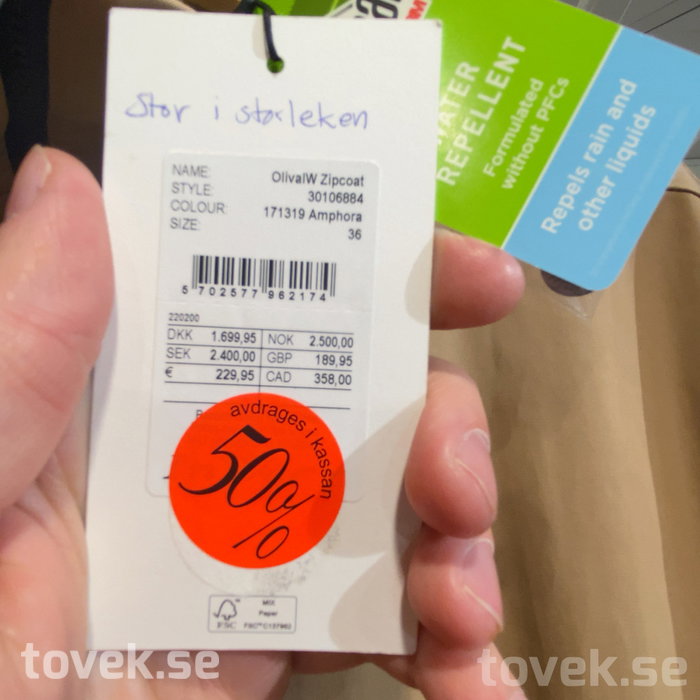 Stor i storleken
NAME: OlivaIW Zipcoat
STYLE: 30106884
COLOUR: 171319 Amphora
SIZE: 36
5 702577 962174
220200
DKK 1.699,95 NOK 2.500,00
SEK 2.400,00 GBP 189,95
€ 229,95 CAD 358,00
avdrages i kassan
50%
FSC
MIX
Paper
WATER
REPELLENT
Formulated
without PFCs
Repels rain and
other liquids
tovek.se
tovek.se